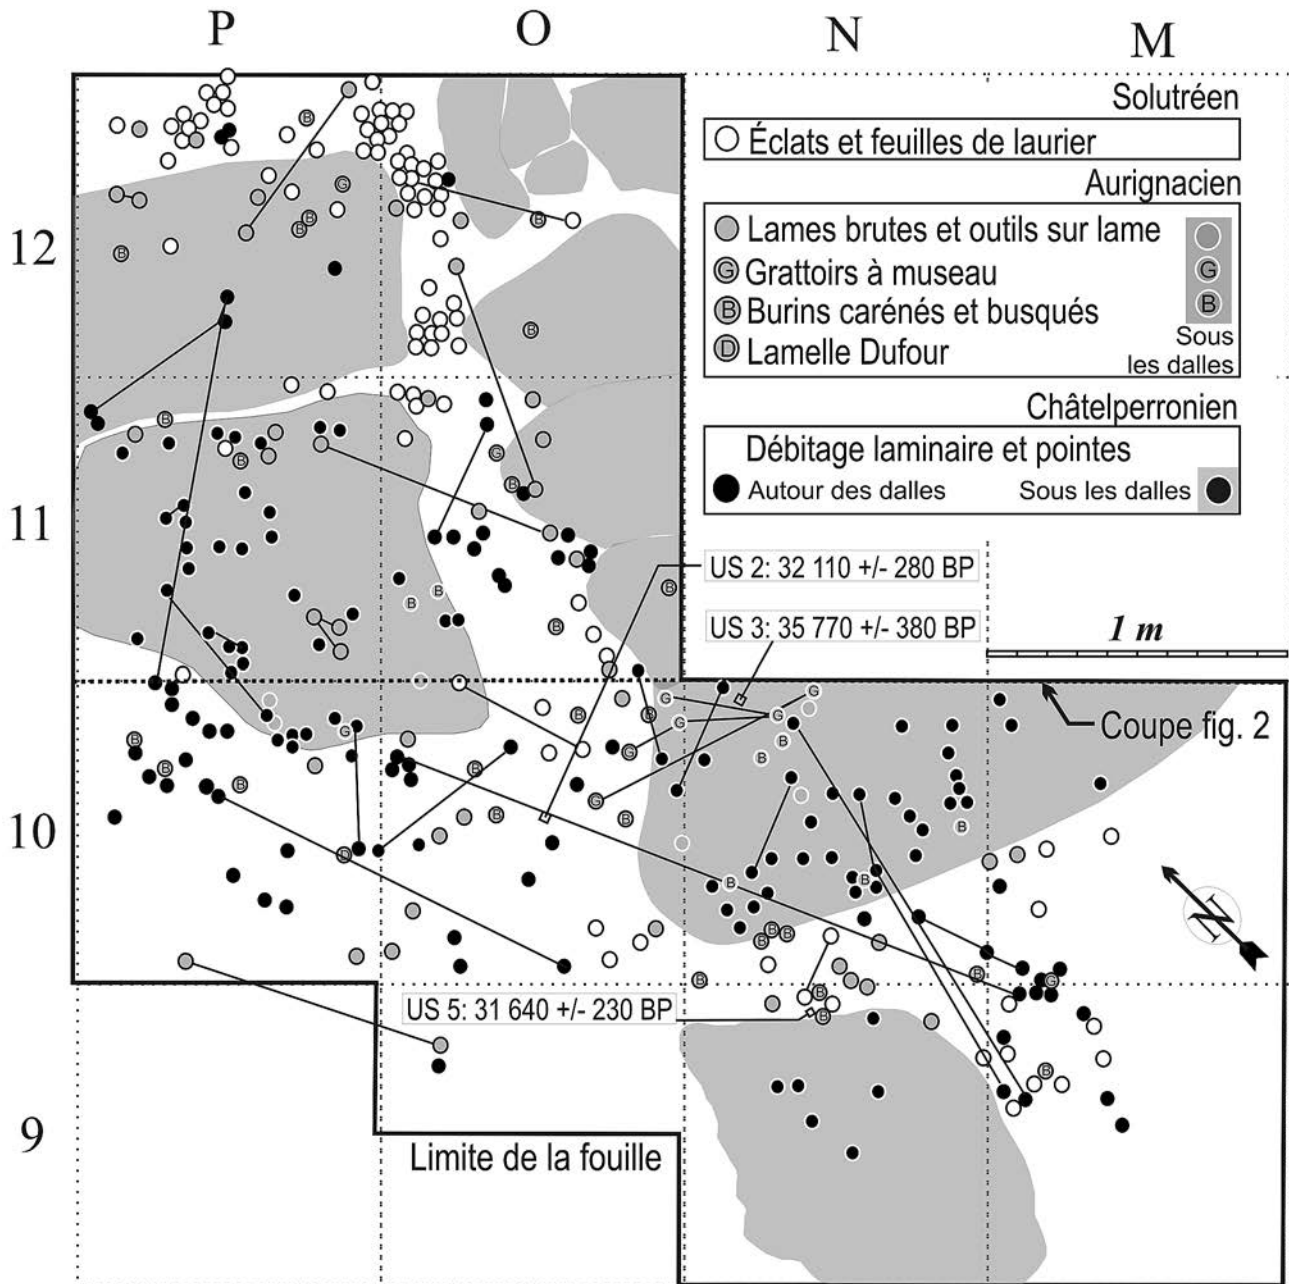 P O N M
Solutréen
Éclats et feuilles de laurier
Aurignacien
Lames brutes et outils sur lame
G Grattoirs à museau G
B Burins carénés et busqués B
D Lamelle Dufour
Sous
les dalles
Châtelperronien
Débitage laminaire et pointes
Autour des dalles Sous les dalles
12
11
US 2: 32 110 +/- 280 BP
US 3: 35 770 +/- 380 BP
1 m
Coupe fig. 2
10
N
US 5: 31 640 +/- 230 BP
9
Limite de la fouille